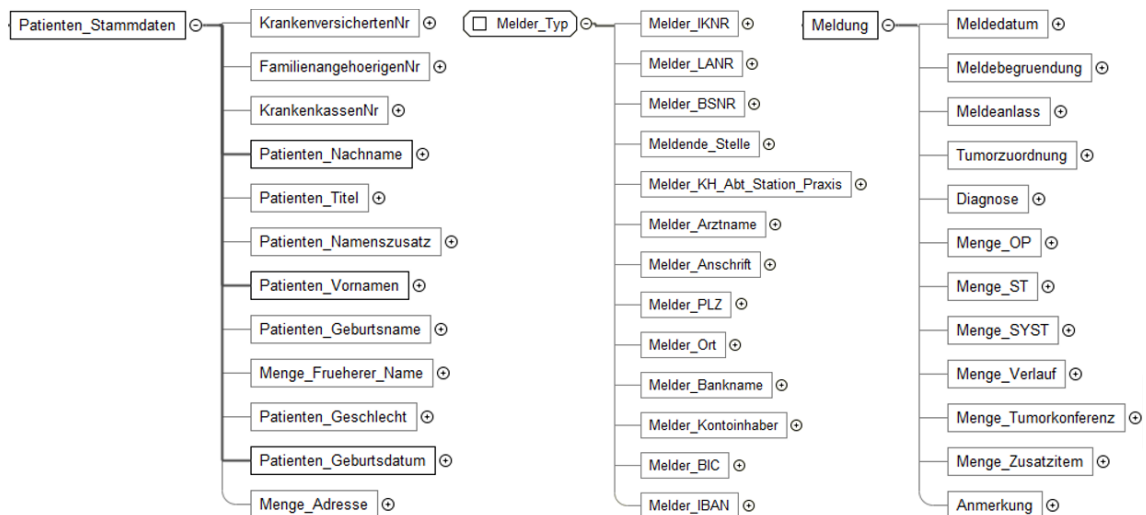 Patienten_Stammdaten
KrankenversichertenNr
FamilienangehoerigenNr
KrankenkassenNr
Patienten_Nachname
Patienten_Titel
Patienten_Namenszusatz
Patienten_Vornamen
Patienten_Geburtsname
Menge_Frueherer_Name
Patienten_Geschlecht
Patienten_Geburtsdatum
Menge_Adresse
Melder_Typ
Melder_IKNR
Melder_LANR
Melder_BSNR
Meldende_Stelle
Melder_KH_Abt_Station_Praxis
Melder_Arztname
Melder_Anschrift
Melder_PLZ
Melder_Ort
Melder_Bankname
Melder_Kontoinhaber
Melder_BIC
Melder_IBAN
Meldung
Meldedatum
Meldebegruendung
Meldeanlass
Tumorzuordnung
Diagnose
Menge_OP
Menge_ST
Menge_SYST
Menge_Verlauf
Menge_Tumorkonferenz
Menge_Zusatzitem
Anmerkung